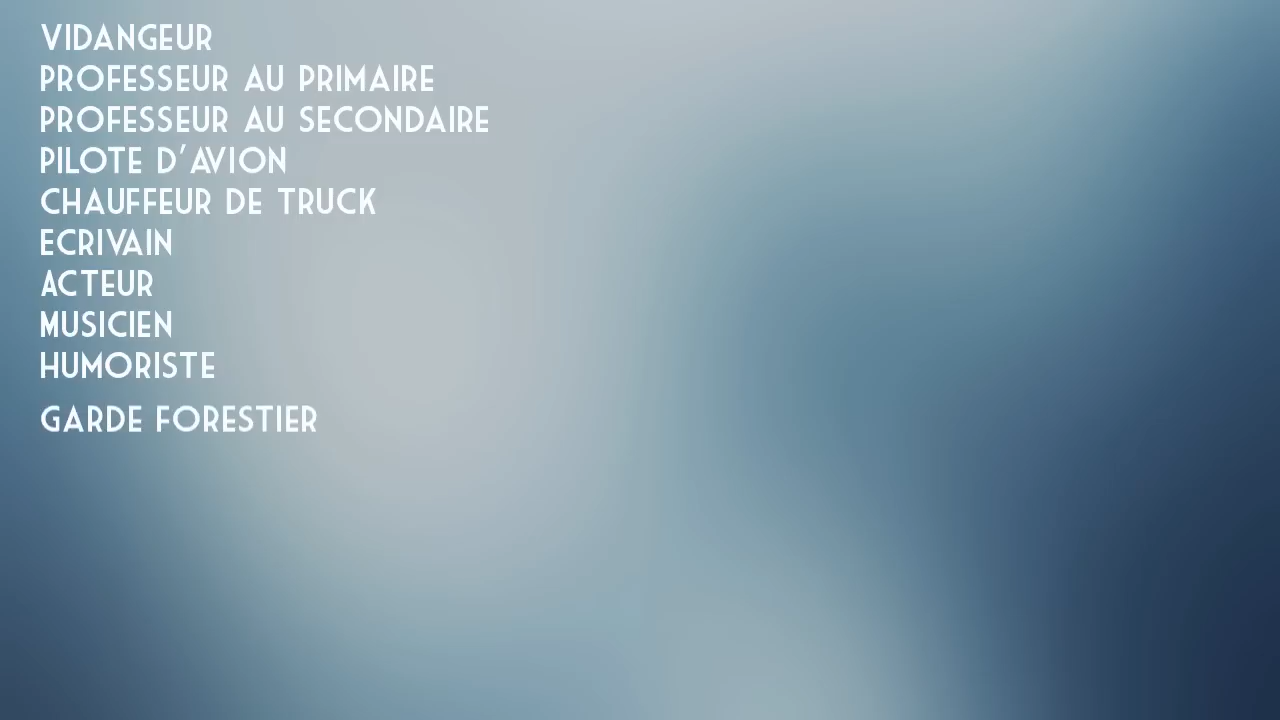 VIDANGEUR
PROFESSEUR AU PRIMAIRE
PROFESSEUR AU SECONDAIRE
PILOTE D'AVION
CHAUFFEUR DE TRUCK
ECRIVAIN
ACTEUR
MUSICIEN
HUMORISTE
GARDE FORESTIER